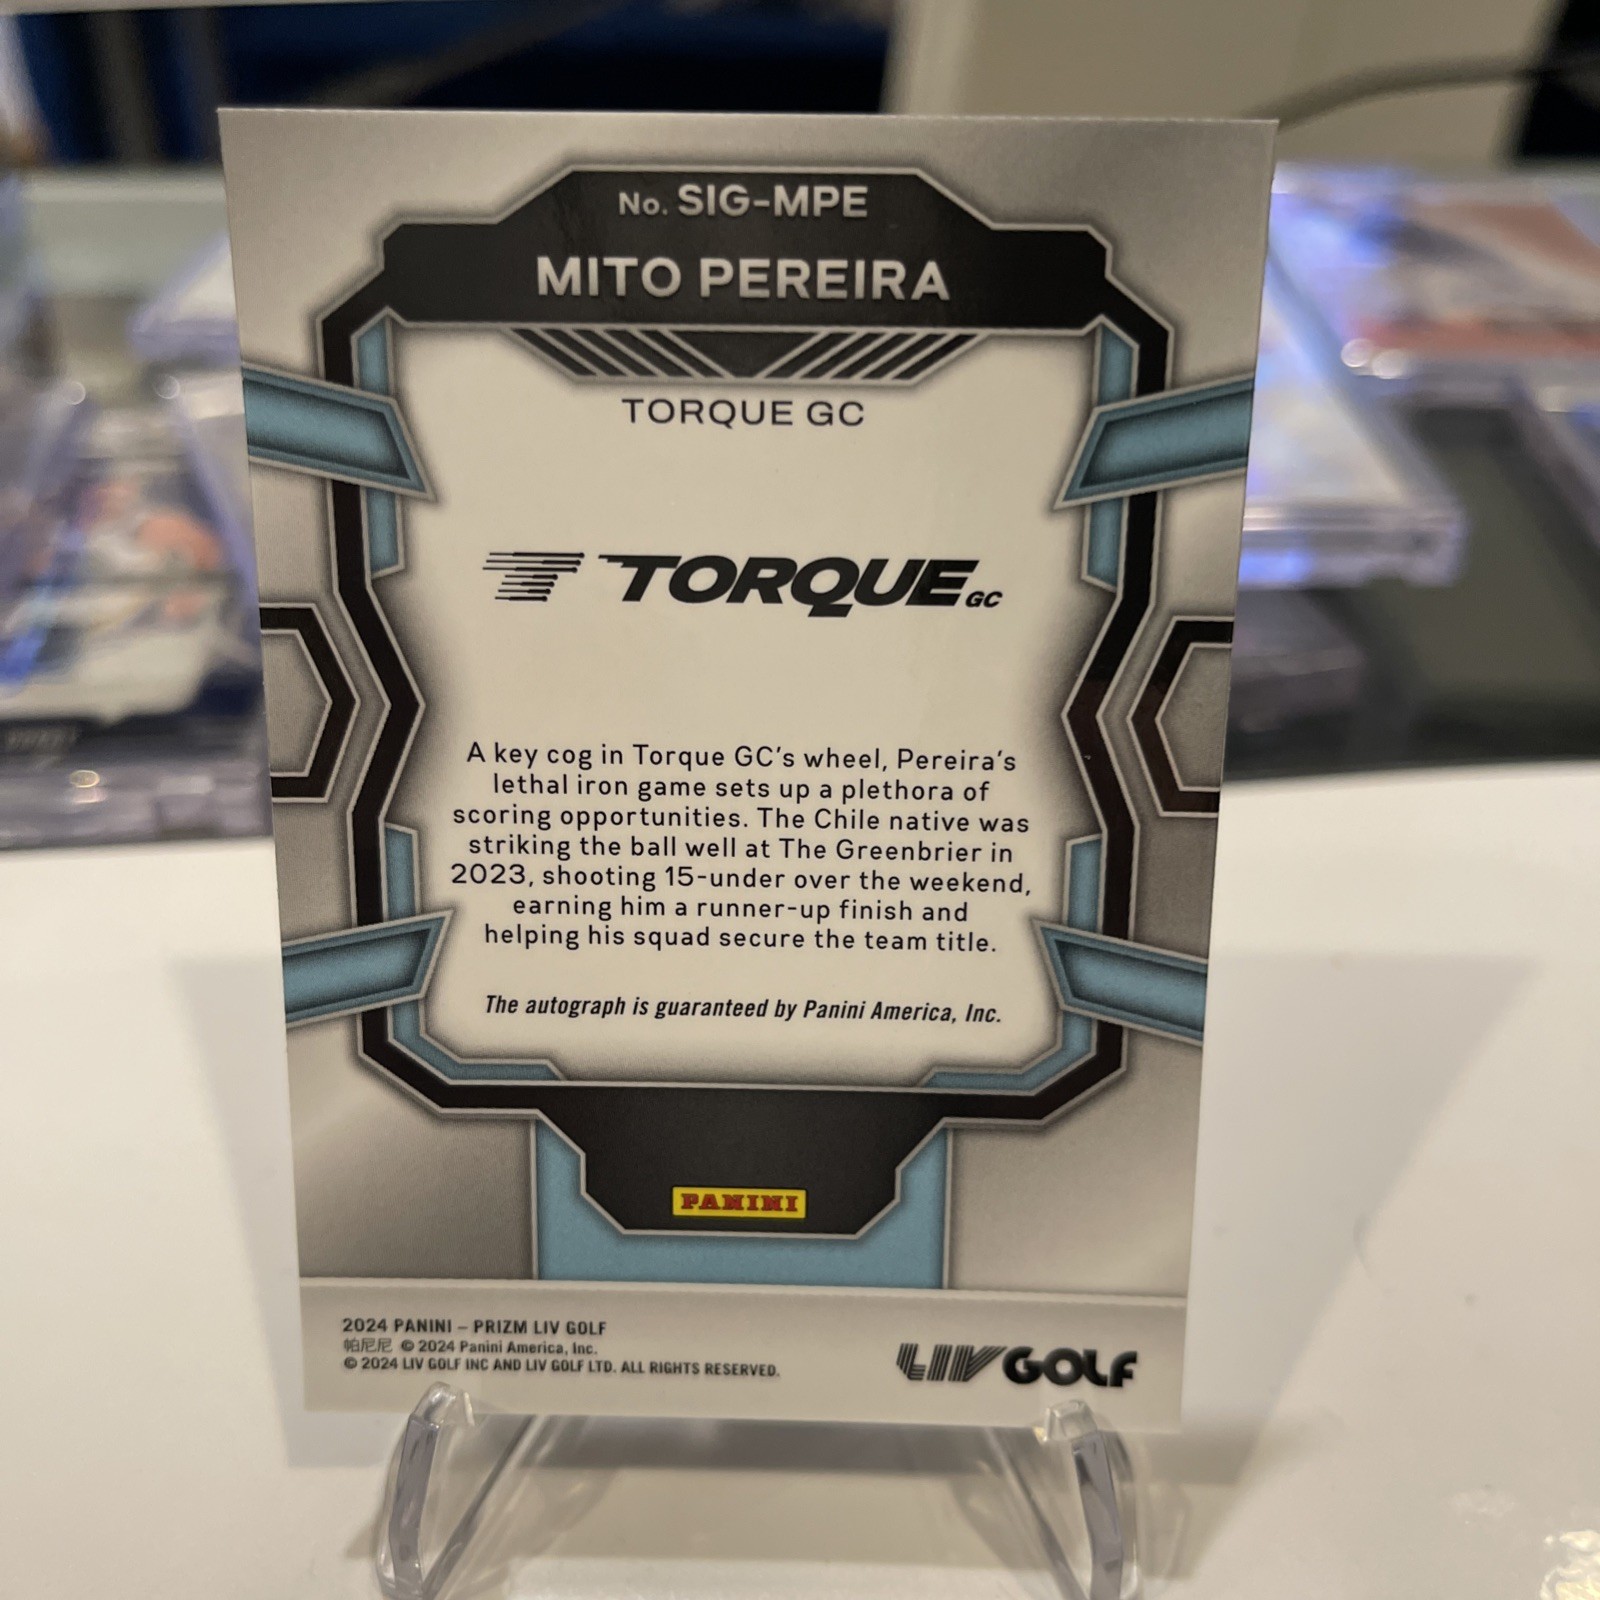 No. SIG-MPE
MITO PEREIRA
TORQUE GC
TORQUE GC
A key cog in Torque GC's wheel, Pereira's
lethal iron game sets up a plethora of
scoring opportunities. The Chile native was
striking the ball well at The Greenbrier in
2023, shooting 15-under over the weekend,
earning him a runner-up finish and
helping his squad secure the team title.
The autograph is guaranteed by Panini America, Inc.
PANINI
2024 PANINI – PRIZM LIV GOLF
帕尼尼 © 2024 Panini America, Inc.
© 2024 LIV GOLF INC AND LIV GOLF LTD. ALL RIGHTS RESERVED.
LIV GOLF